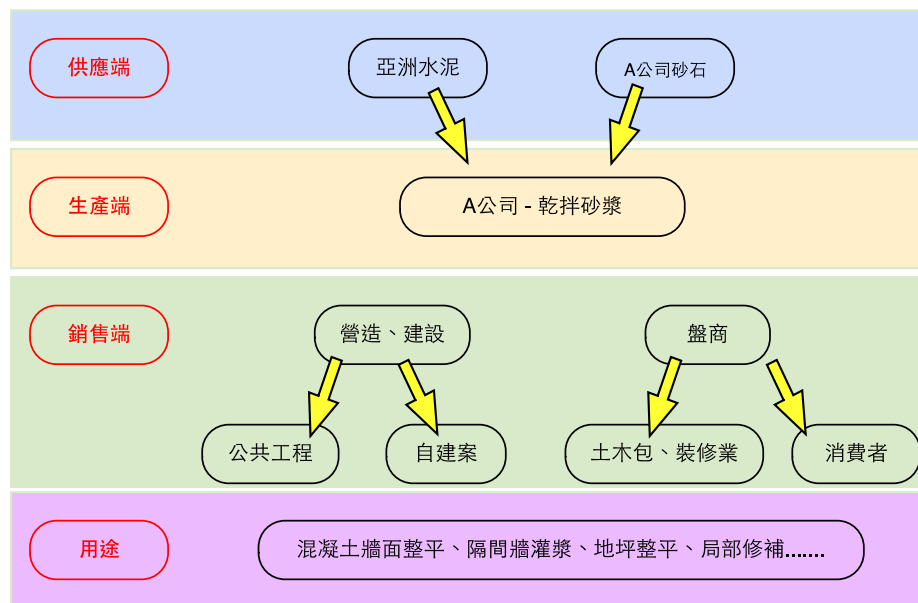 供應端
亞洲水泥
A公司砂石
生產端
A公司 - 乾拌砂漿
銷售端
營造、建設
盤商
公共工程
自建案
土木包、裝修業
消費者
用途
混凝土牆面整平、隔間牆灌漿、地坪整平、局部修補.......